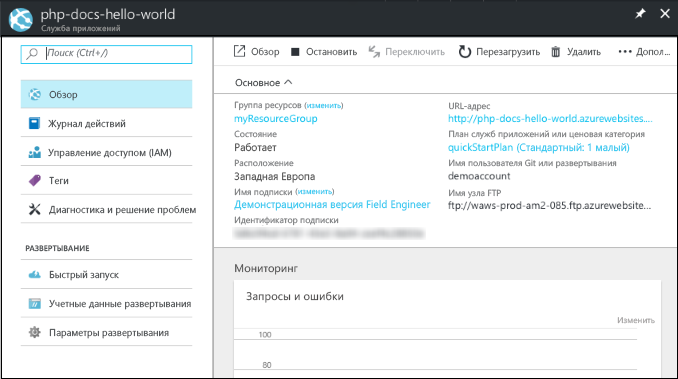 php-docs-hello-world
Служба приложений
Поиск (Ctrl+/)
Обзор
Журнал действий
Управление доступом (IAM)
Теги
Диагностика и решение проблем
РАЗВЕРТЫВАНИЕ
Быстрый запуск
Учетные данные развертывания
Параметры развертывания
Обзор Остановить Переключить Перезагрузить Удалить Допол...
Основное
Группа ресурсов (изменить)
myResourceGroup
Состояние
Работает
Расположение
Западная Европа
Имя подписки (изменить)
Демонстрационная версия Field Engineer
Идентификатор подписки
URL-адрес
http://php-docs-hello-world.azurewebsites....
План служб приложений или ценовая категория
quickStartPlan (Стандартный: 1 малый)
Имя пользователя Git или развертывания
demoaccount
Имя узла FTP
ftp://waws-prod-am2-085.ftp.azurewebsite...
Мониторинг
Запросы и ошибки
Изменить
100
80